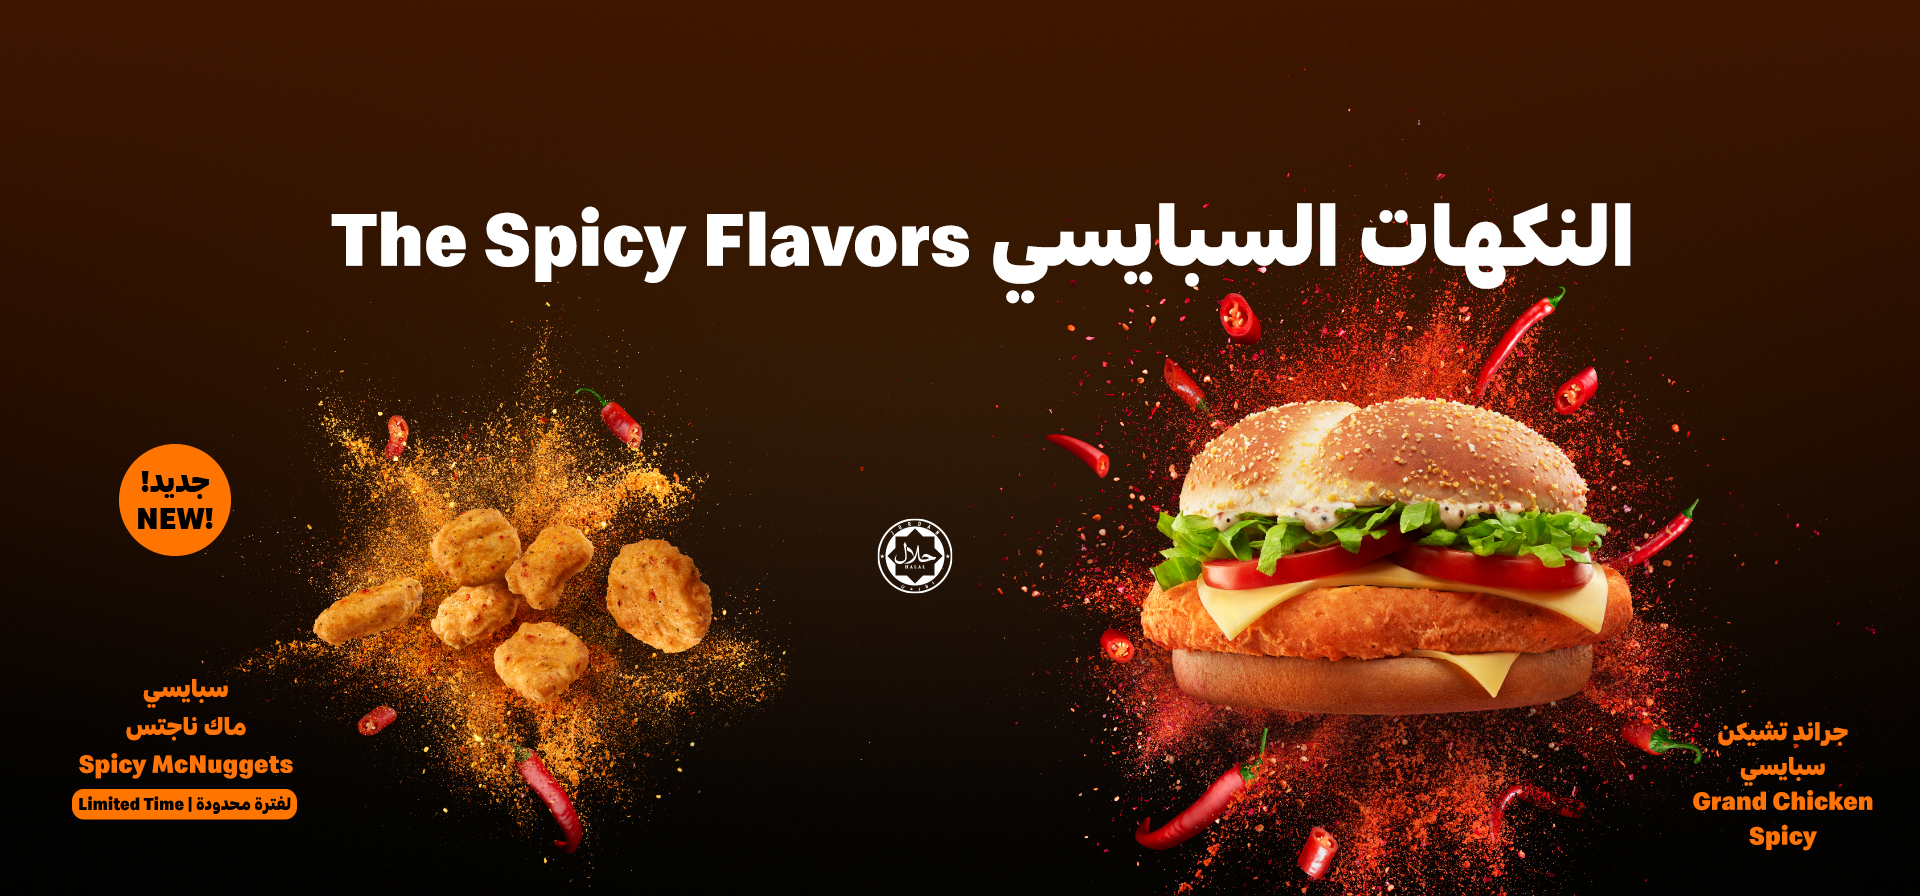 The Spicy Flavors النكهات السبايسي
جديد!
NEW!
سبايسي
ماك ناجتس
Spicy McNuggets
Limited Time | لفترة محدودة
حلال
HALAL
جراند تشيكن
سبايسي
Grand Chicken
Spicy